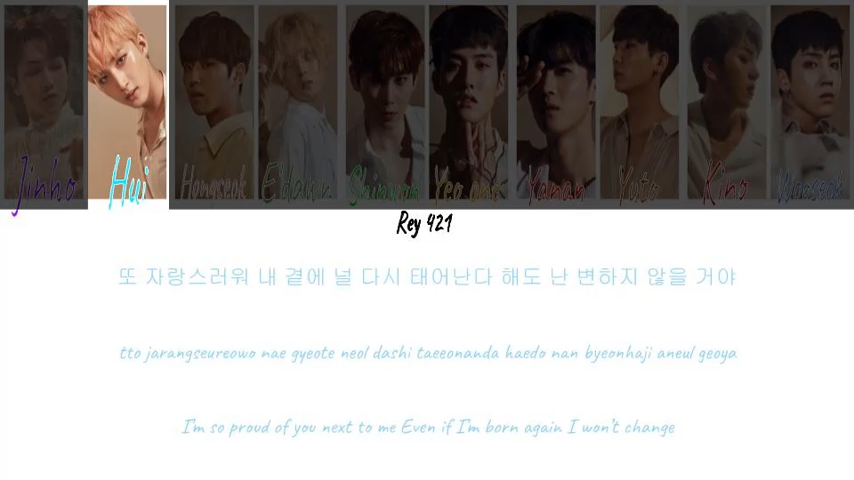 Jinho Hui Hongseok E'dawn Shinwon Yeo one Yanan Yuto Kino Wooseok
Rey 421
또 자랑스러워 내 곁에 널 다시 태어난다 해도 난 변하지 않을 거야
tto jarangseureowo nae gyeote neol dashi taeeonanda haedo nan byeonhaji aneul geoya
I'm so proud of you next to me Even if I'm born again I won't change